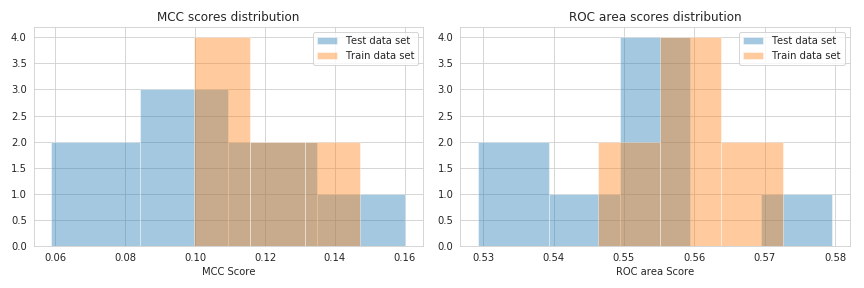 MCC scores distribution
Test data set
Train data set
4.0
3.5
3.0
2.5
2.0
1.5
1.0
0.5
0.0
0.06 0.08 0.10 0.12 0.14 0.16
MCC Score
ROC area scores distribution
Test data set
Train data set
4.0
3.5
3.0
2.5
2.0
1.5
1.0
0.5
0.0
0.53 0.54 0.55 0.56 0.57 0.58
ROC area Score